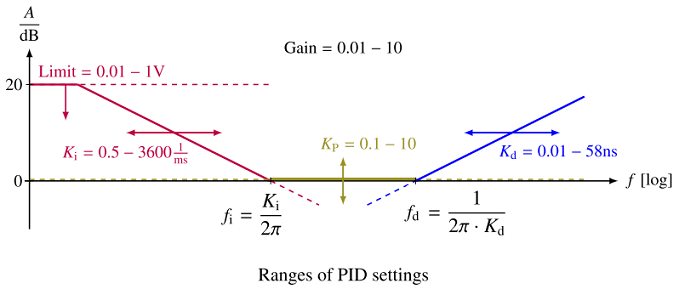 A
dB
Gain = 0.01 – 10
Limit = 0.01 – 1V
20
K_P = 0.1 – 10
K_i = 0.5 – 3600 1/ms
K_d = 0.01 – 58ns
0
f [log]
f_i = K_i/2π
f_d = 1/2π · K_d
Ranges of PID settings